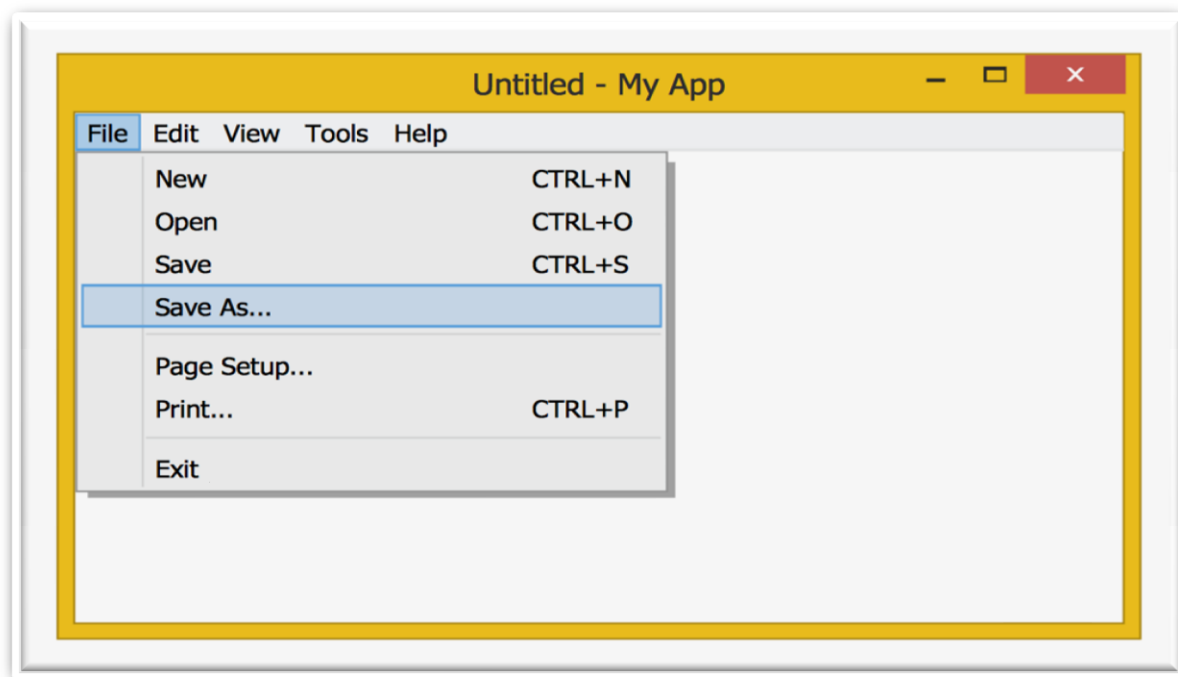 Untitled - My App
File Edit View Tools Help
New CTRL+N
Open CTRL+O
Save CTRL+S
Save As...
Page Setup...
Print... CTRL+P
Exit